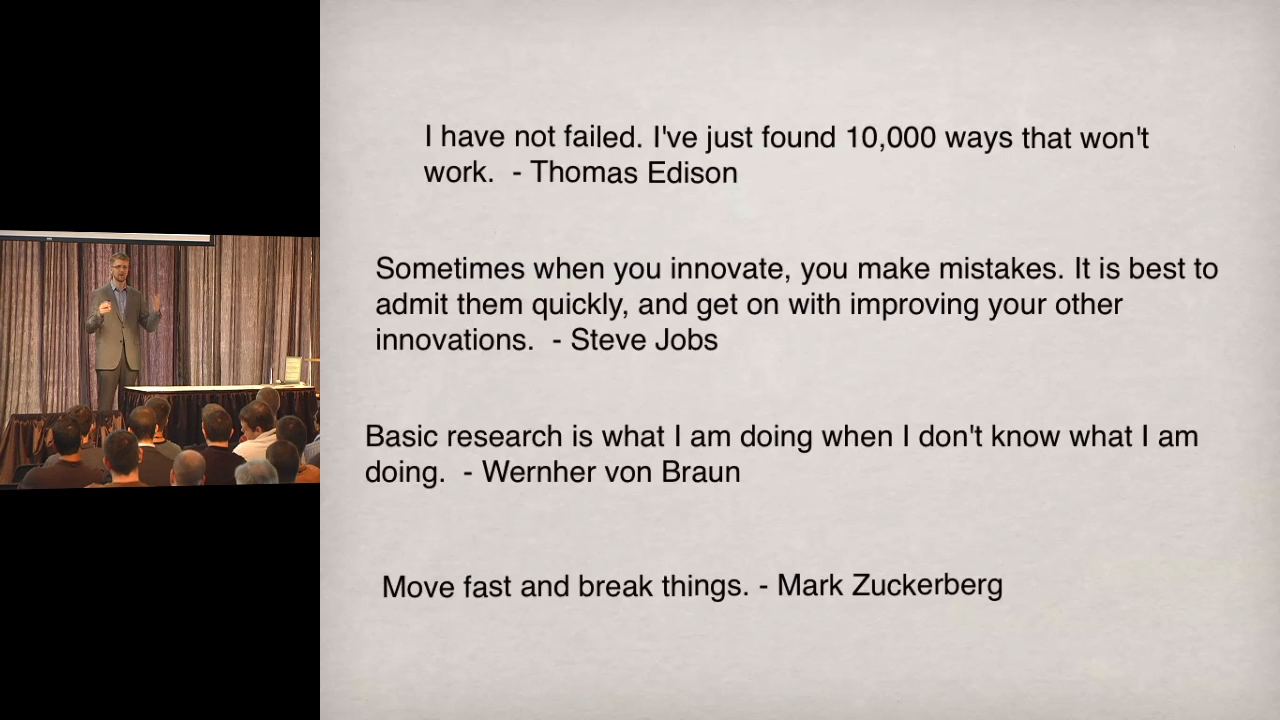 I have not failed. I've just found 10,000 ways that won't
work.  - Thomas Edison
Sometimes when you innovate, you make mistakes. It is best to
admit them quickly, and get on with improving your other
innovations.  - Steve Jobs
Basic research is what I am doing when I don't know what I am
doing.  - Wernher von Braun
Move fast and break things. - Mark Zuckerberg